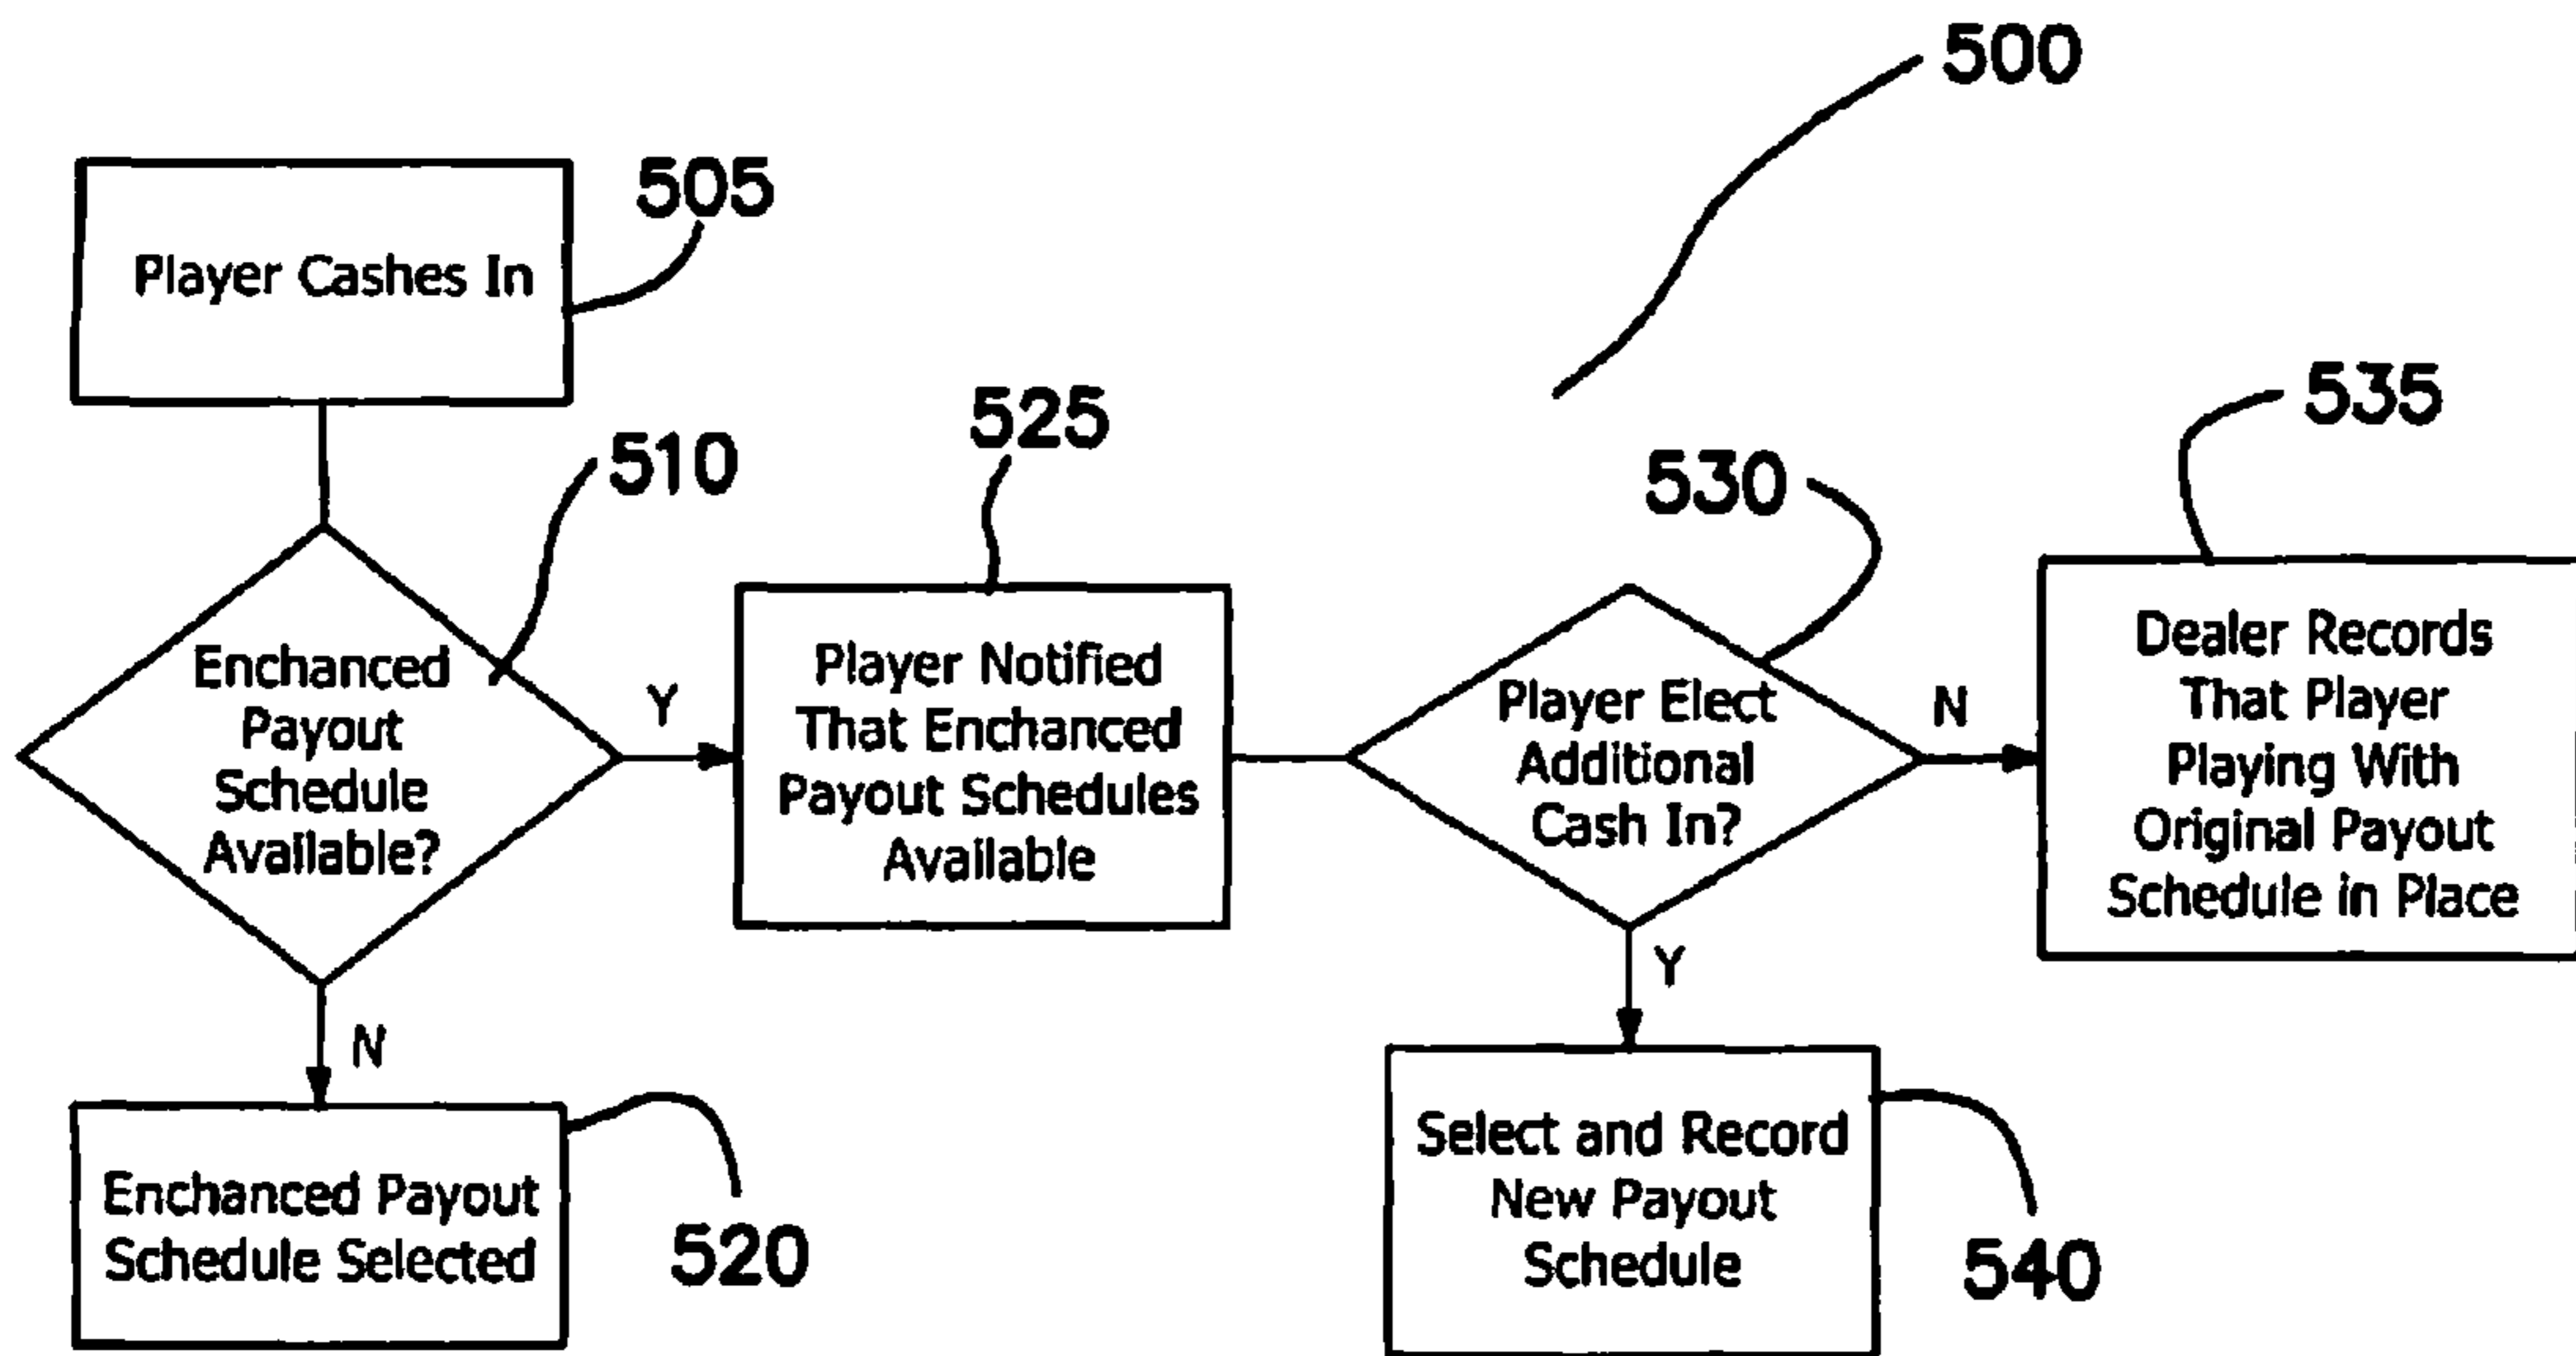 500
505
Player Cashes In
510
Enchanced
Payout
Schedule
Available?
Y
N
525
Player Notified
That Enchanced
Payout Schedules
Available
530
Player Elect
Additional
Cash In?
N
Y
535
Dealer Records
That Player
Playing With
Original Payout
Schedule in Place
Enchanced Payout
Schedule Selected
520
Select and Record
New Payout
Schedule
540